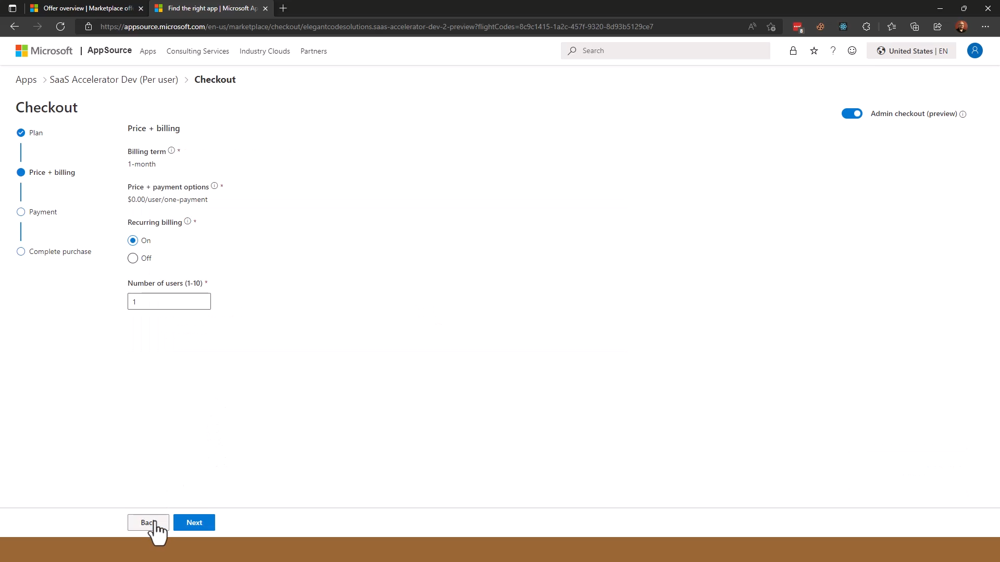 Offer overview | Marketplace off
Find the right app | Microsoft Ap
https://appsource.microsoft.com/en-us/marketplace/checkout/elegantcodesolutions.saas-accelerator-dev-2-preview?flightCodes=8c9c1415-1a2c-457f-9320-8d93b5129ce7
8
Microsoft | AppSource Apps Consulting Services Industry Clouds Partners
Search
United States | EN
Apps > SaaS Accelerator Dev (Per user) > Checkout
Checkout
Admin checkout (preview)
Plan
Price + billing
Payment
Complete purchase
Price + billing
Billing term *
1-month
Price + payment options *
$0.00/user/one-payment
Recurring billing *
On
Off
Number of users (1-10) *
1
Back
Next